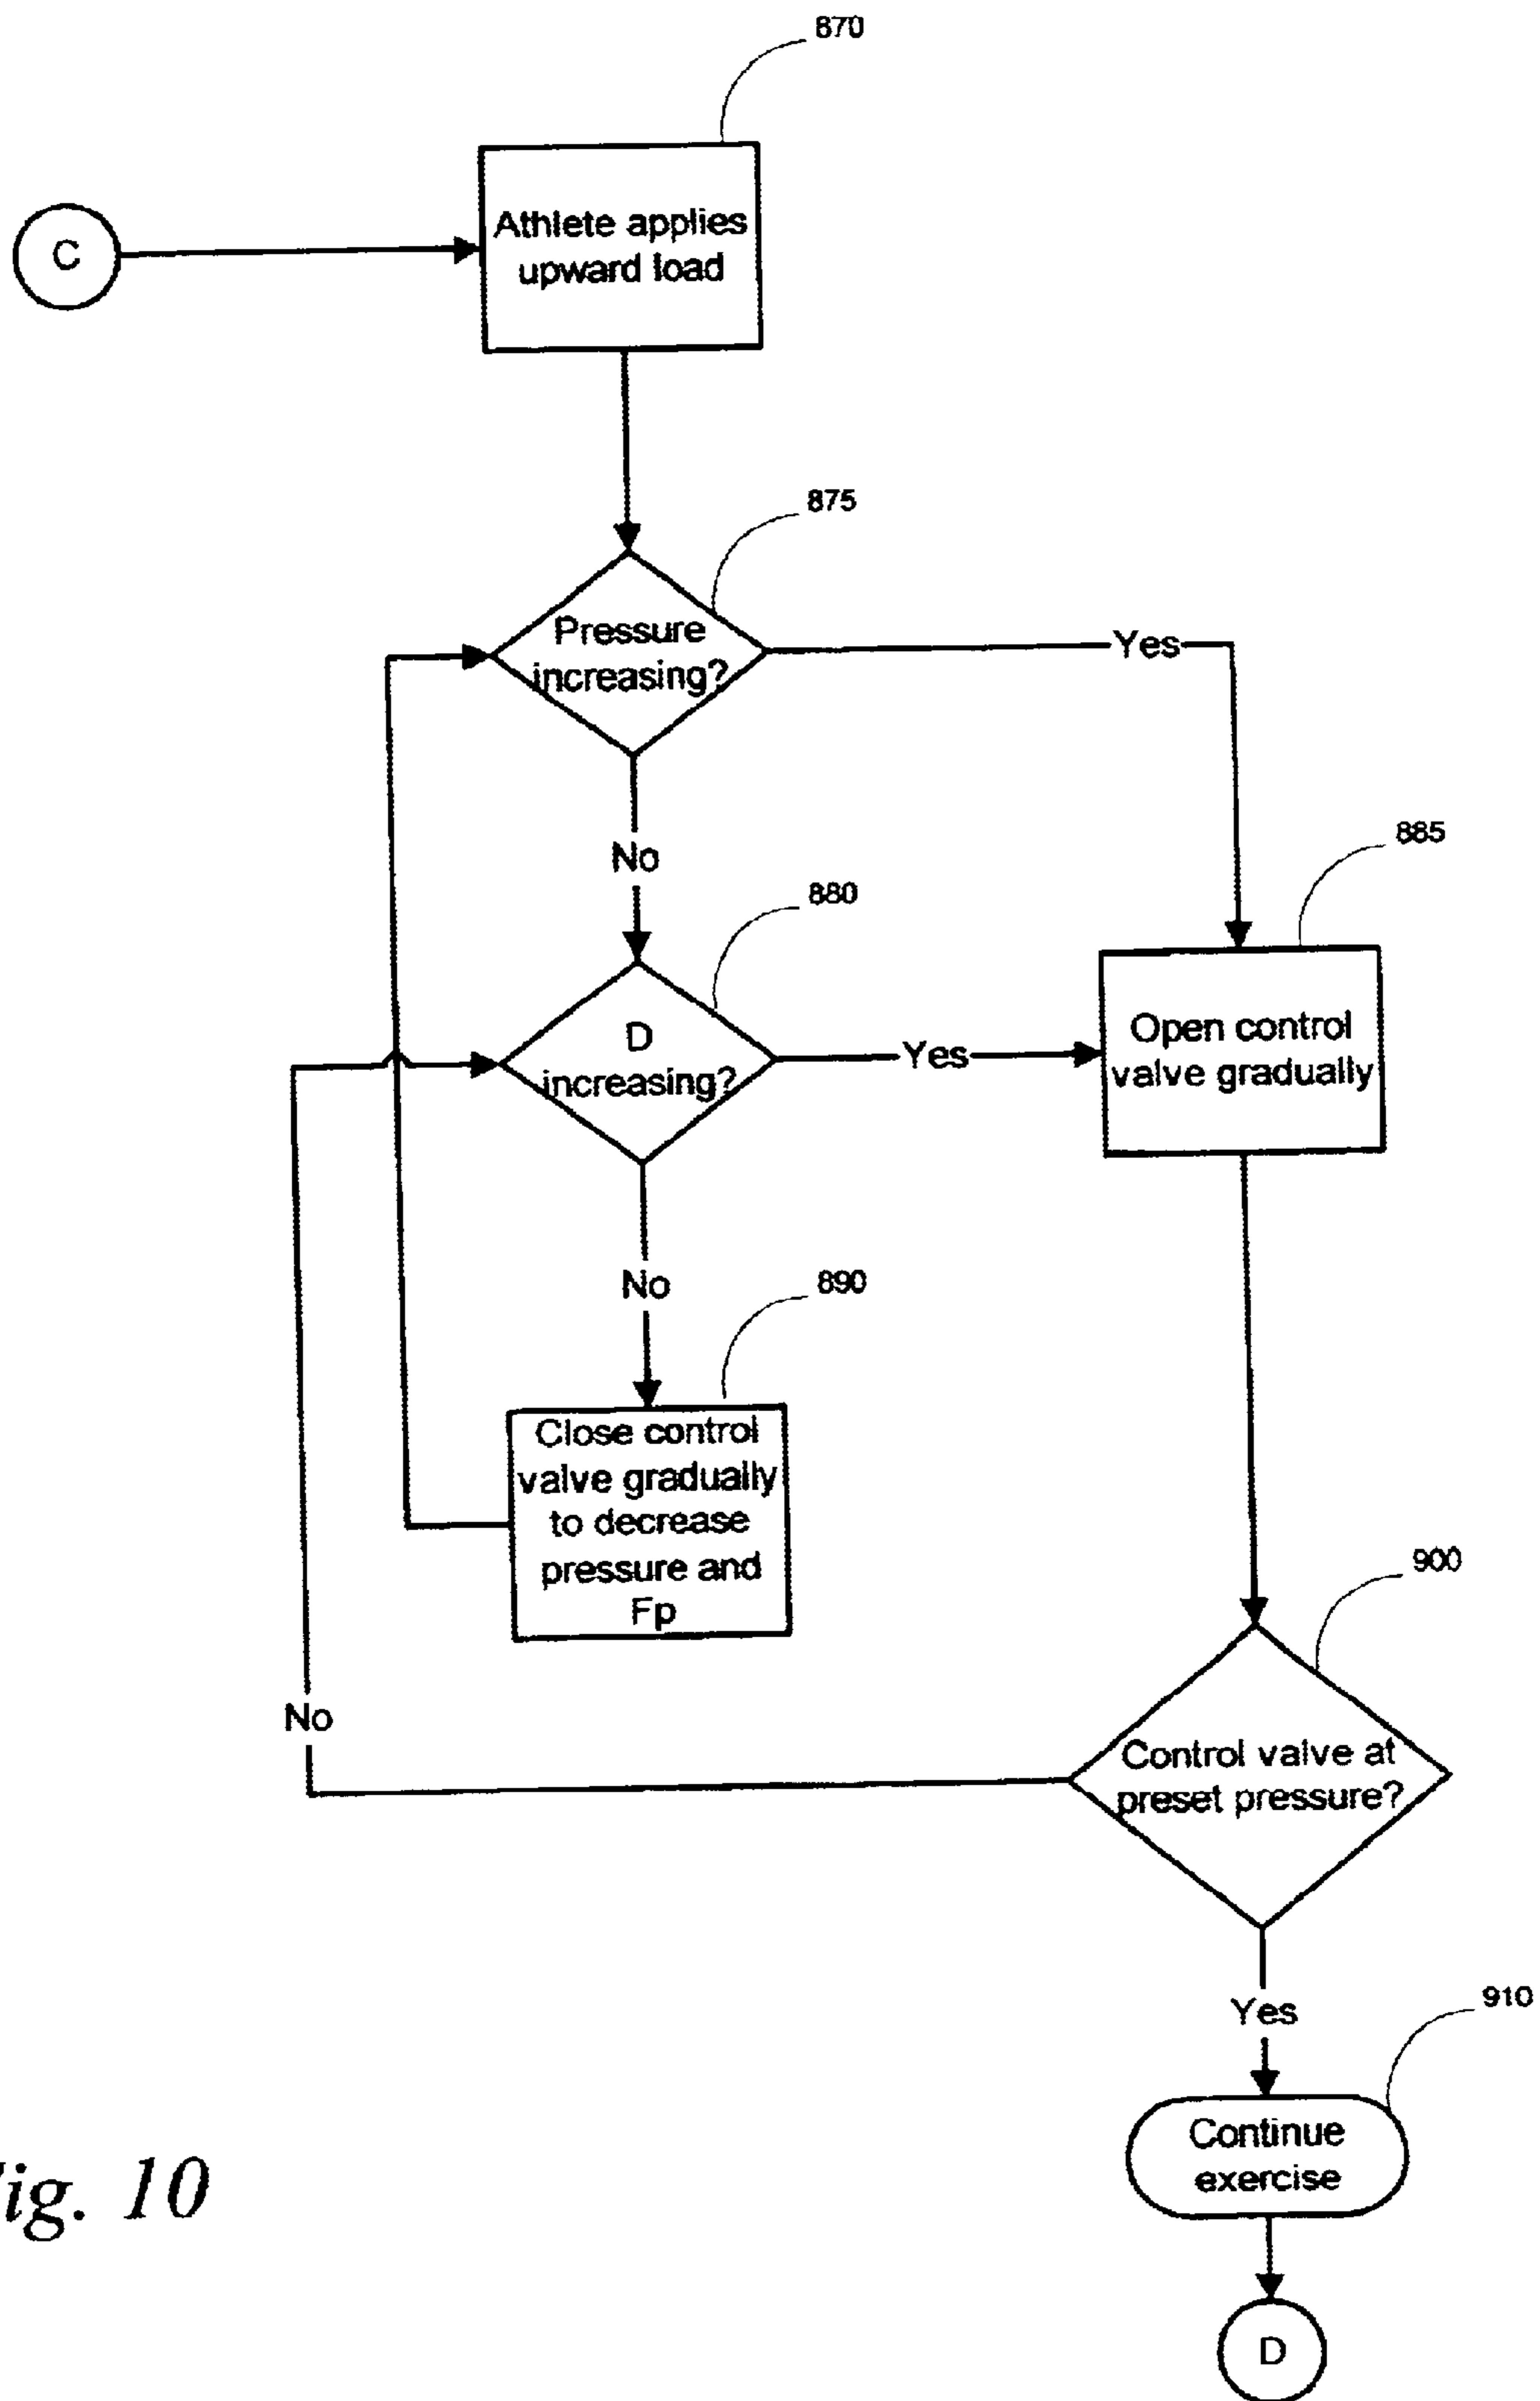 870
C
Athlete applies
upward load
875
Pressure
increasing?
Yes
No
885
880
D
increasing?
Yes
Open control
valve gradually
No
890
Close control
valve gradually
to decrease
pressure and
Fp
900
No
Control valve at
preset pressure?
Yes
910
Continue
exercise
ig. 10
D